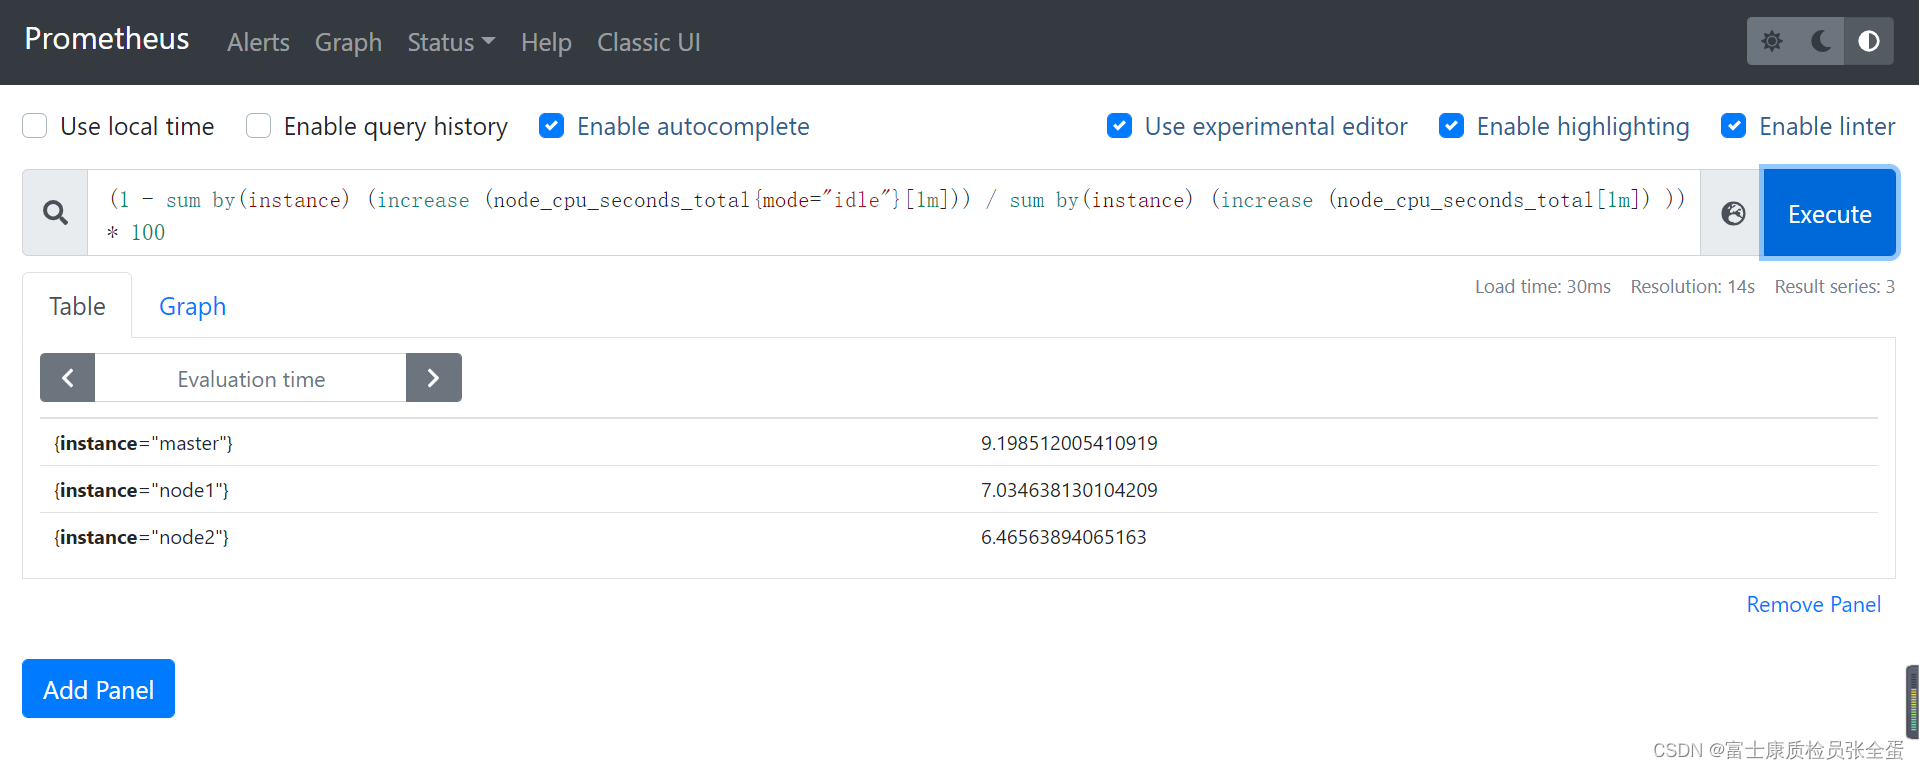 Prometheus Alerts Graph Status Help Classic UI
Use local time Enable query history Enable autocomplete Use experimental editor Enable highlighting Enable linter
(1 - sum by(instance) (increase (node_cpu_seconds_total{mode="idle"}[1m])) / sum by(instance) (increase (node_cpu_seconds_total[1m]) ))
* 100
Execute
Load time: 30ms Resolution: 14s Result series: 3
Table Graph
Evaluation time
{instance="master"} 9.198512005410919
{instance="node1"} 7.034638130104209
{instance="node2"} 6.46563894065163
Remove Panel
Add Panel
CSDN @富士康质检员张全蛋